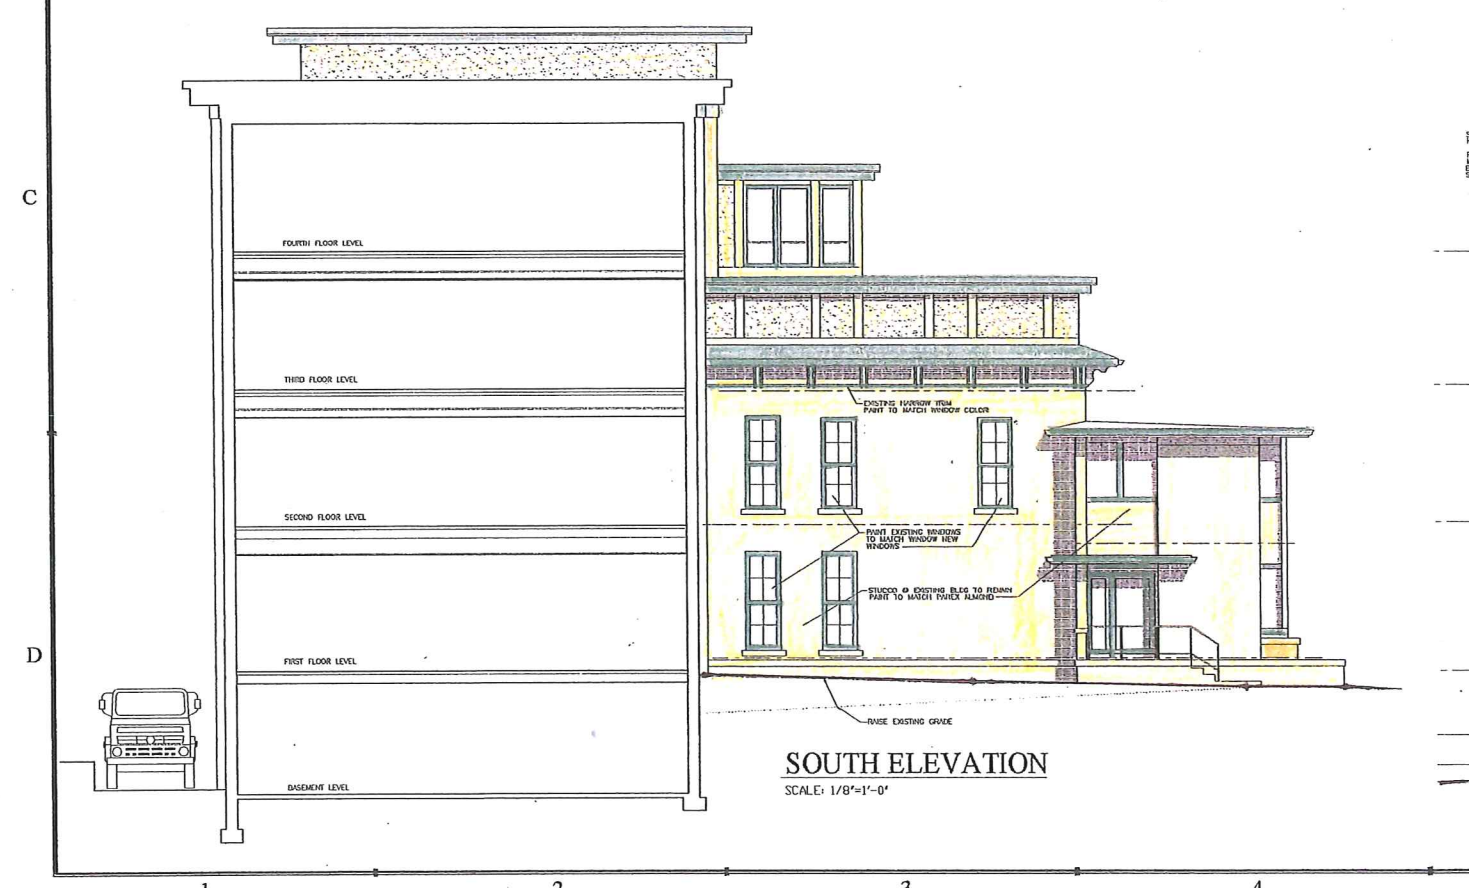 C
FOURTH FLOOR LEVEL
THIRD FLOOR LEVEL
EXISTING NARROW TRIM
PAINT TO MATCH WINDOW COLOR
SECOND FLOOR LEVEL
PAINT EXISTING WINDOWS
TO MATCH WINDOW NEW
WINDOWS
STUCCO @ EXISTING BLDG TO REMAIN
PAINT TO MATCH PAREX ALMOND
D
FIRST FLOOR LEVEL
RAISE EXISTING GRADE
SOUTH ELEVATION
SCALE: 1/8"=1'-0"
BASEMENT LEVEL
1
2
3
4